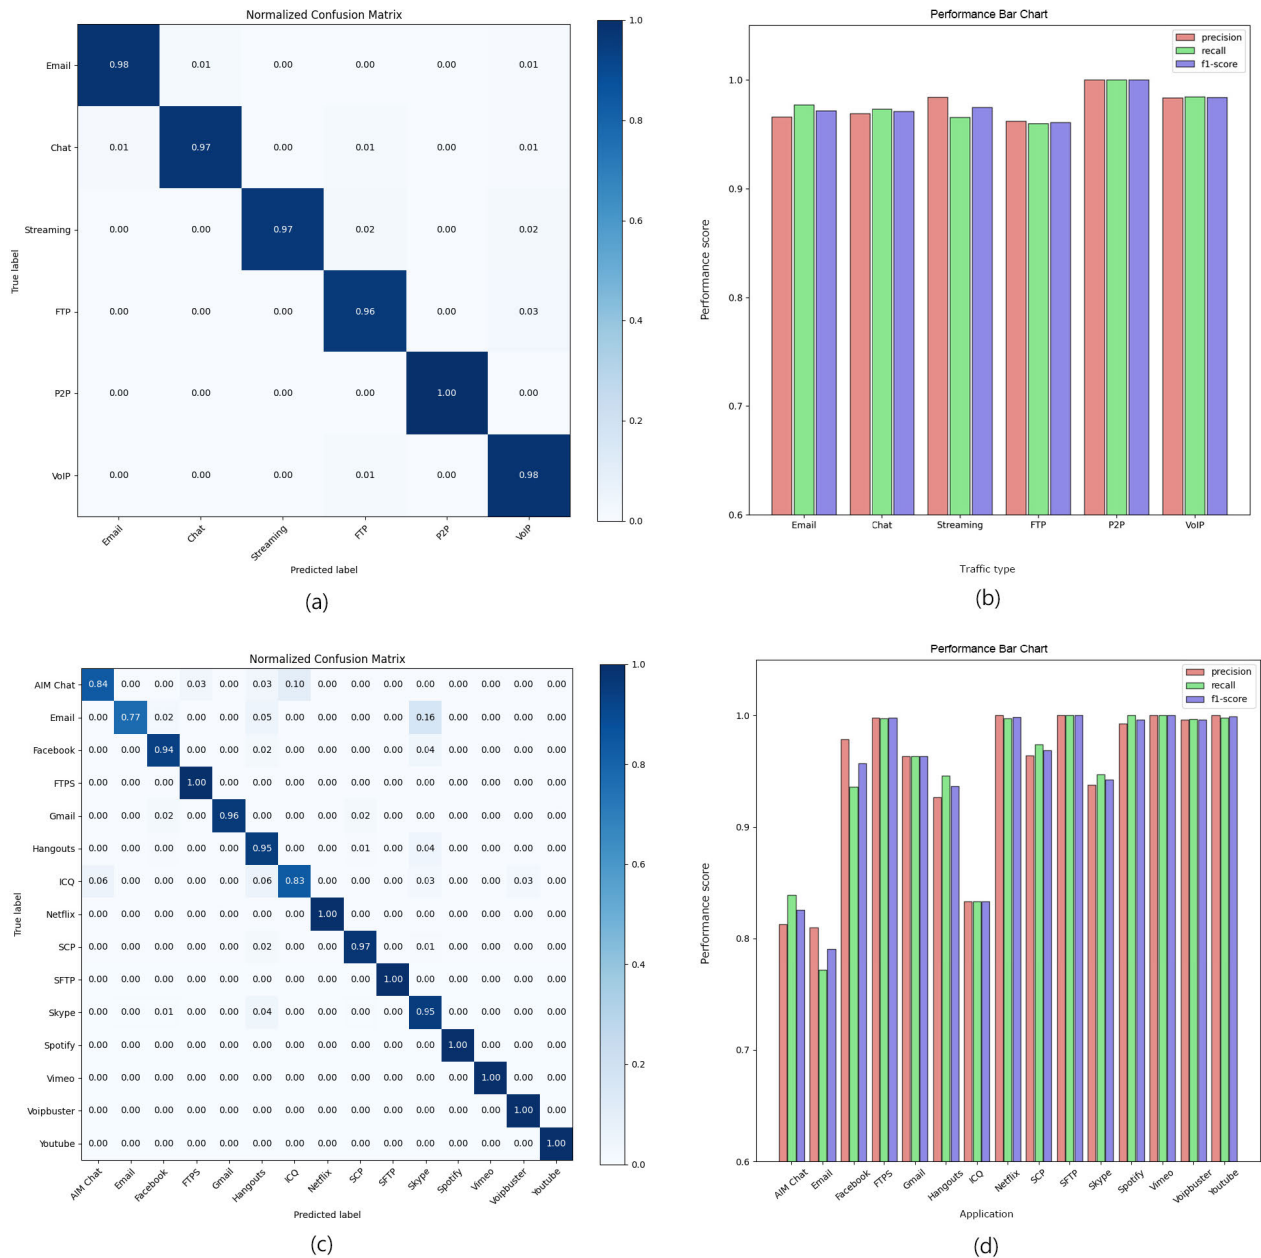 Normalized Confusion Matrix
True label
Email 0.98 0.01 0.00 0.00 0.00 0.01
Chat 0.01 0.97 0.00 0.01 0.00 0.01
Streaming 0.00 0.00 0.97 0.02 0.00 0.02
FTP 0.00 0.00 0.00 0.96 0.00 0.03
P2P 0.00 0.00 0.00 0.00 1.00 0.00
VoIP 0.00 0.00 0.00 0.01 0.00 0.98
Email Chat Streaming FTP P2P VoIP
Predicted label
1.0
0.8
0.6
0.4
0.2
0.0
(a)
Performance Bar Chart
precision
recall
f1-score
Performance score
1.0
0.9
0.8
0.7
0.6
Email Chat Streaming FTP P2P VoIP
Traffic type
(b)
Normalized Confusion Matrix
True label
AIM Chat 0.84 0.00 0.00 0.03 0.00 0.03 0.10 0.00 0.00 0.00 0.00 0.00 0.00 0.00 0.00
Email 0.00 0.77 0.02 0.00 0.00 0.05 0.00 0.00 0.00 0.00 0.16 0.00 0.00 0.00 0.00
Facebook 0.00 0.00 0.94 0.00 0.00 0.02 0.00 0.00 0.00 0.00 0.04 0.00 0.00 0.00 0.00
FTPS 0.00 0.00 0.00 1.00 0.00 0.00 0.00 0.00 0.00 0.00 0.00 0.00 0.00 0.00 0.00
Gmail 0.00 0.00 0.02 0.00 0.96 0.00 0.00 0.00 0.02 0.00 0.00 0.00 0.00 0.00 0.00
Hangouts 0.00 0.00 0.00 0.00 0.00 0.95 0.00 0.00 0.01 0.00 0.04 0.00 0.00 0.00 0.00
ICQ 0.06 0.00 0.00 0.00 0.00 0.06 0.83 0.00 0.00 0.00 0.03 0.00 0.00 0.03 0.00
Netflix 0.00 0.00 0.00 0.00 0.00 0.00 0.00 1.00 0.00 0.00 0.00 0.00 0.00 0.00 0.00
SCP 0.00 0.00 0.00 0.00 0.00 0.02 0.00 0.00 0.97 0.00 0.01 0.00 0.00 0.00 0.00
SFTP 0.00 0.00 0.00 0.00 0.00 0.00 0.00 0.00 0.00 1.00 0.00 0.00 0.00 0.00 0.00
Skype 0.00 0.00 0.01 0.00 0.00 0.04 0.00 0.00 0.00 0.00 0.95 0.00 0.00 0.00 0.00
Spotify 0.00 0.00 0.00 0.00 0.00 0.00 0.00 0.00 0.00 0.00 0.00 1.00 0.00 0.00 0.00
Vimeo 0.00 0.00 0.00 0.00 0.00 0.00 0.00 0.00 0.00 0.00 0.00 0.00 1.00 0.00 0.00
Voipbuster 0.00 0.00 0.00 0.00 0.00 0.00 0.00 0.00 0.00 0.00 0.00 0.00 0.00 1.00 0.00
Youtube 0.00 0.00 0.00 0.00 0.00 0.00 0.00 0.00 0.00 0.00 0.00 0.00 0.00 0.00 1.00
AIM Chat Email Facebook FTPS Gmail Hangouts ICQ Netflix SCP SFTP Skype Spotify Vimeo Voipbuster Youtube
Predicted label
1.0
0.8
0.6
0.4
0.2
0.0
(c)
Performance Bar Chart
precision
recall
f1-score
Performance score
1.0
0.9
0.8
0.7
0.6
AIM Chat Email Facebook FTPS Gmail Hangouts ICQ Netflix SCP SFTP Skype Spotify Vimeo Voipbuster Youtube
Application
(d)